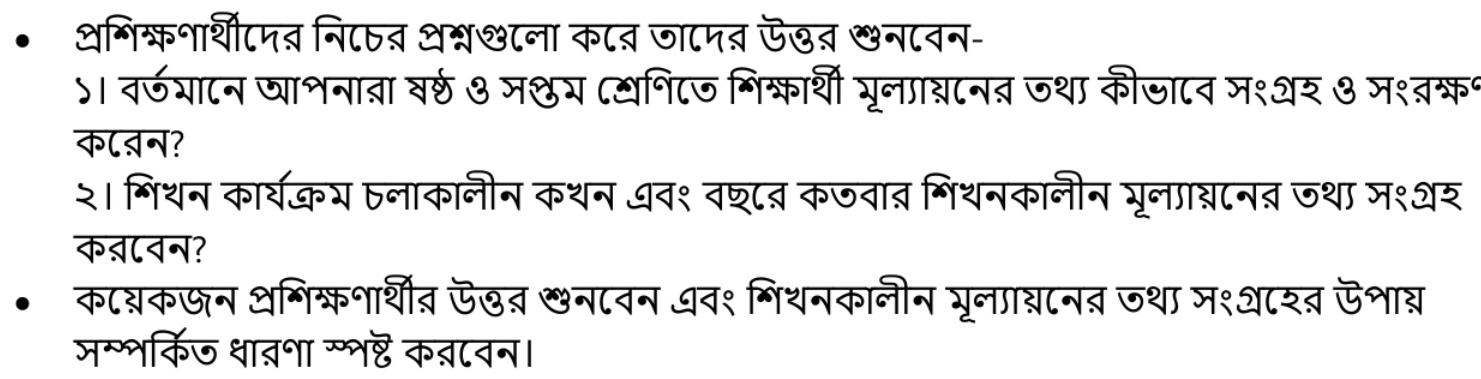 • প্রশিক্ষণার্থীদের নিচের প্রশ্নগুলো করে তাদের উত্তর শুনবেন-
১। বর্তমানে আপনারা ষষ্ঠ ও সপ্তম শ্রেণিতে শিক্ষার্থী মূল্যায়নের তথ্য কীভাবে সংগ্রহ ও সংরক্ষণ
করেন?
২। শিখন কার্যক্রম চলাকালীন কখন এবং বছরে কতবার শিখনকালীন মূল্যায়নের তথ্য সংগ্রহ
করবেন?
• কয়েকজন প্রশিক্ষণার্থীর উত্তর শুনবেন এবং শিখনকালীন মূল্যায়নের তথ্য সংগ্রহের উপায়
সম্পর্কিত ধারণা স্পষ্ট করবেন।